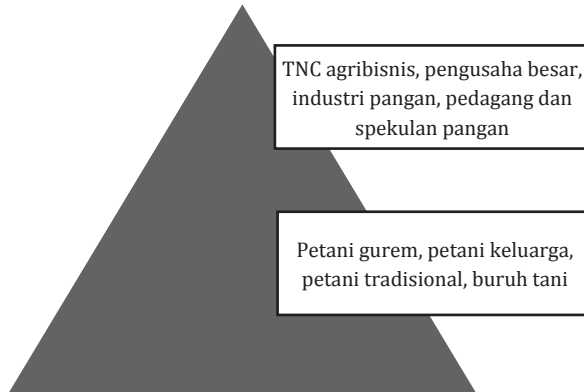 TNC agribisnis, pengusaha besar,
industri pangan, pedagang dan
spekulan pangan
Petani gurem, petani keluarga,
petani tradisional, buruh tani